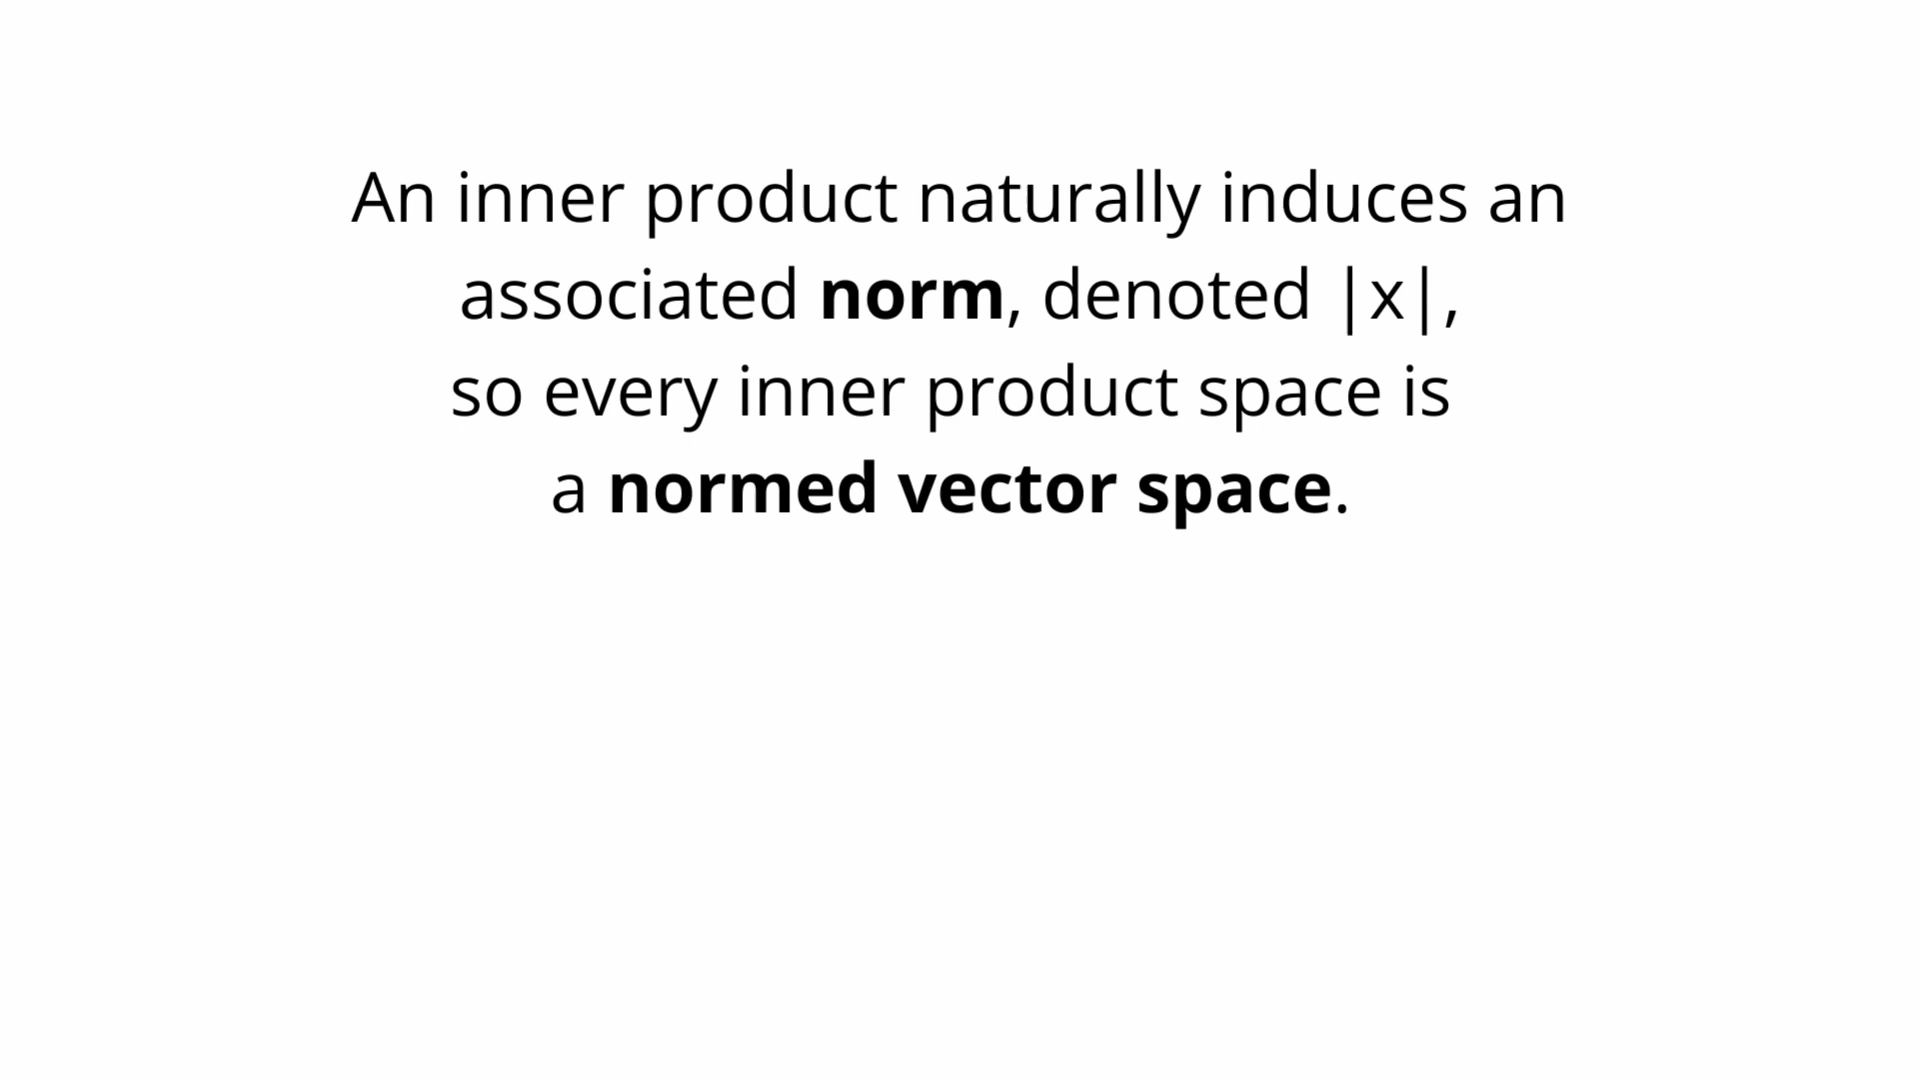 An inner product naturally induces an
associated norm, denoted |x|,
so every inner product space is
a normed vector space.